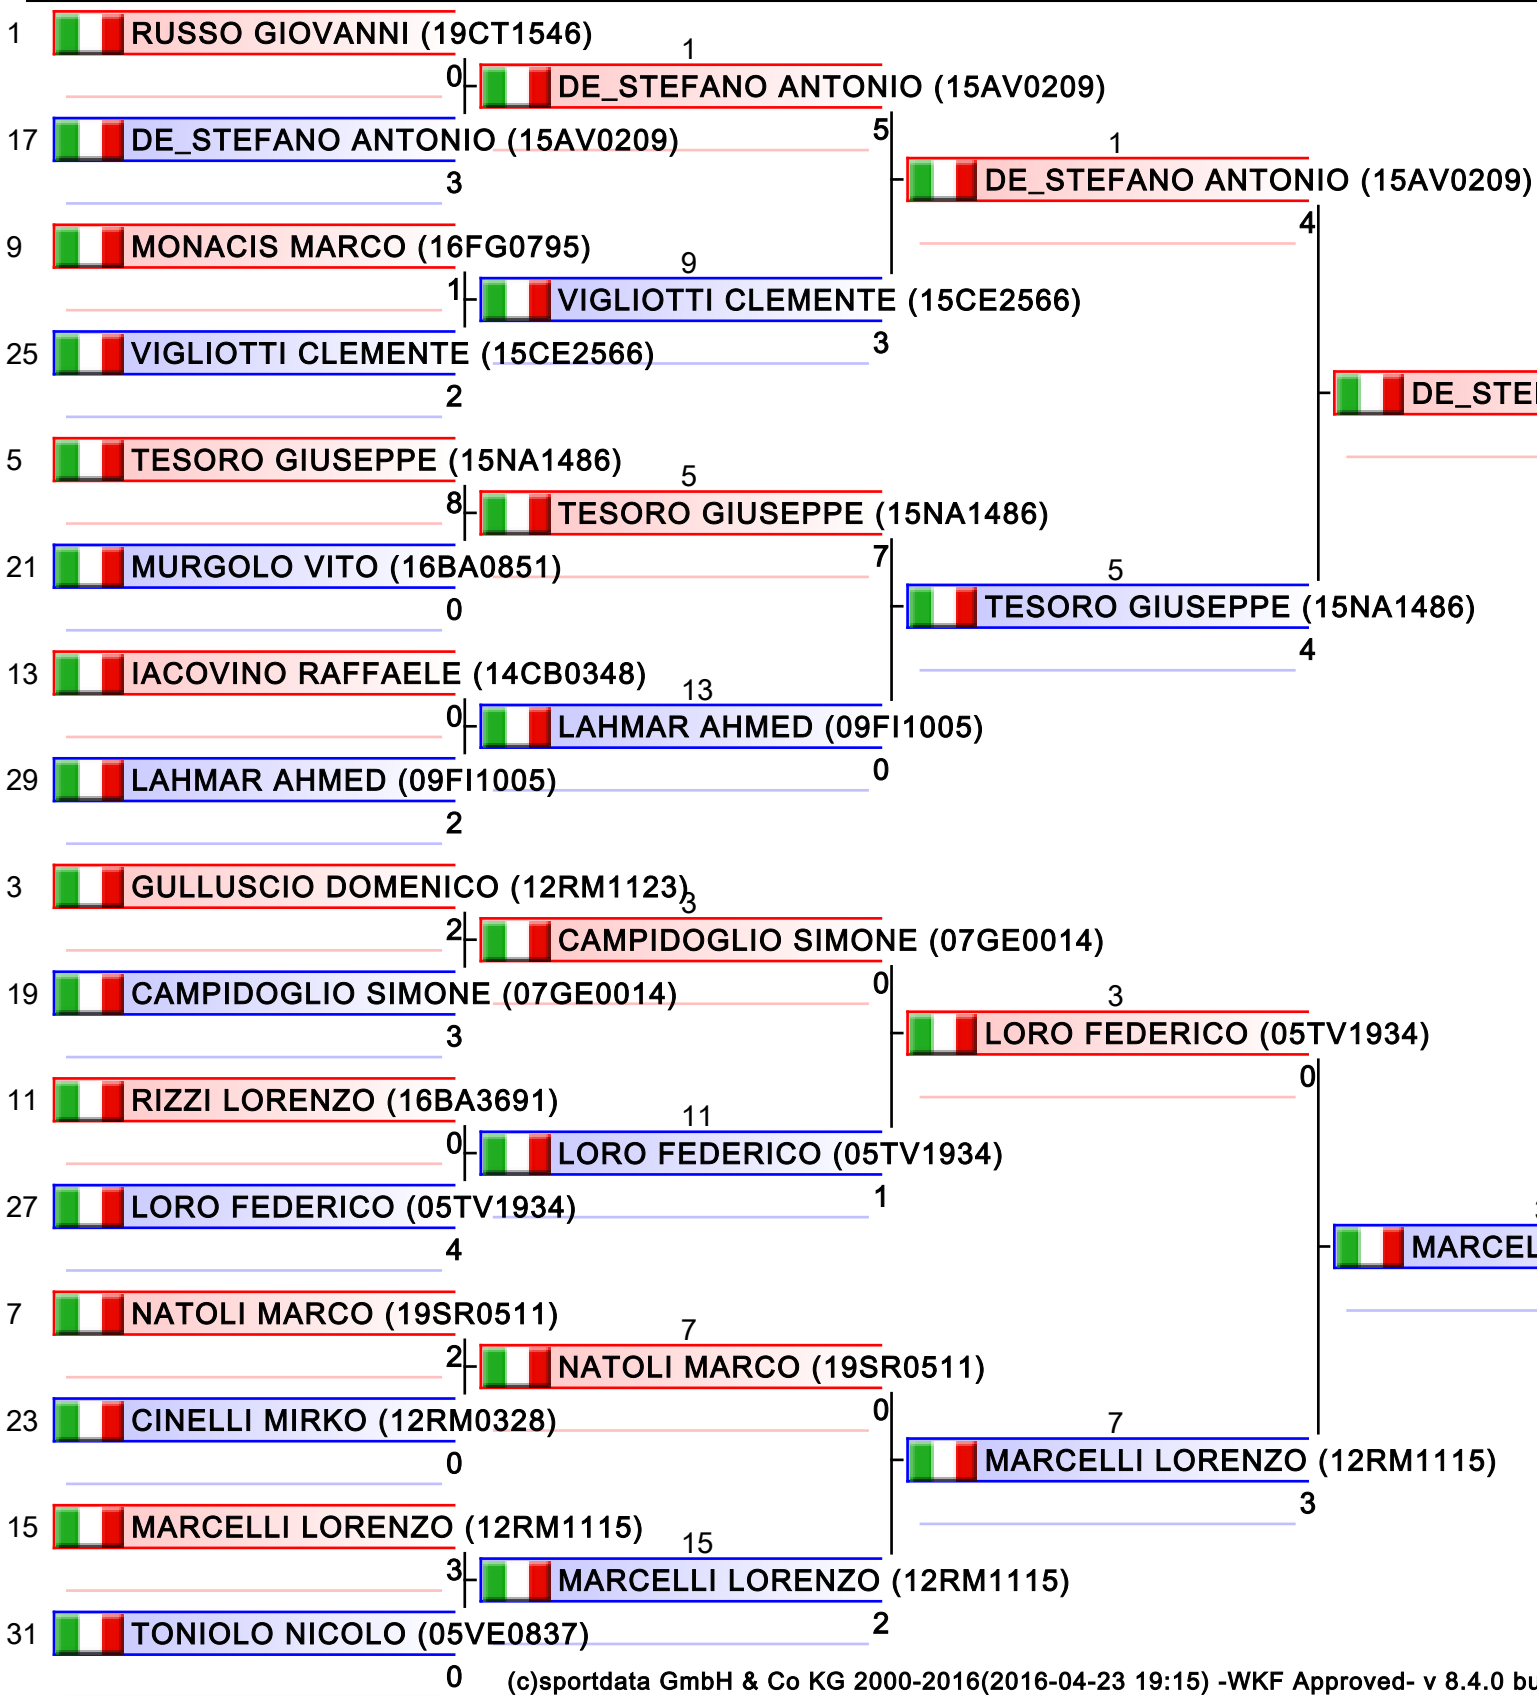 1 RUSSO GIOVANNI (19CT1546)
0
17 DE_STEFANO ANTONIO (15AV0209)
3
9 MONACIS MARCO (16FG0795)
1
25 VIGLIOTTI CLEMENTE (15CE2566)
2
5 TESORO GIUSEPPE (15NA1486)
8
21 MURGOLO VITO (16BA0851)
0
13 IACOVINO RAFFAELE (14CB0348)
0
29 LAHMAR AHMED (09FI1005)
2
3 GULLUSCIO DOMENICO (12RM1123)
2
19 CAMPIDOGLIO SIMONE (07GE0014)
3
11 RIZZI LORENZO (16BA3691)
0
27 LORO FEDERICO (05TV1934)
4
7 NATOLI MARCO (19SR0511)
2
23 CINELLI MIRKO (12RM0328)
0
15 MARCELLI LORENZO (12RM1115)
3
31 TONIOLO NICOLO (05VE0837)
0
1
DE_STEFANO ANTONIO (15AV0209)
5
9
VIGLIOTTI CLEMENTE (15CE2566)
3
5
TESORO GIUSEPPE (15NA1486)
7
13
LAHMAR AHMED (09FI1005)
0
3
CAMPIDOGLIO SIMONE (07GE0014)
0
11
LORO FEDERICO (05TV1934)
1
7
NATOLI MARCO (19SR0511)
0
15
MARCELLI LORENZO (12RM1115)
2
1
DE_STEFANO ANTONIO (15AV0209)
4
5
TESORO GIUSEPPE (15NA1486)
4
3
LORO FEDERICO (05TV1934)
0
7
MARCELLI LORENZO (12RM1115)
3
DE_STE
MARCEL
(c)sportdata GmbH & Co KG 2000-2016(2016-04-23 19:15) -WKF Approved- v 8.4.0 bu